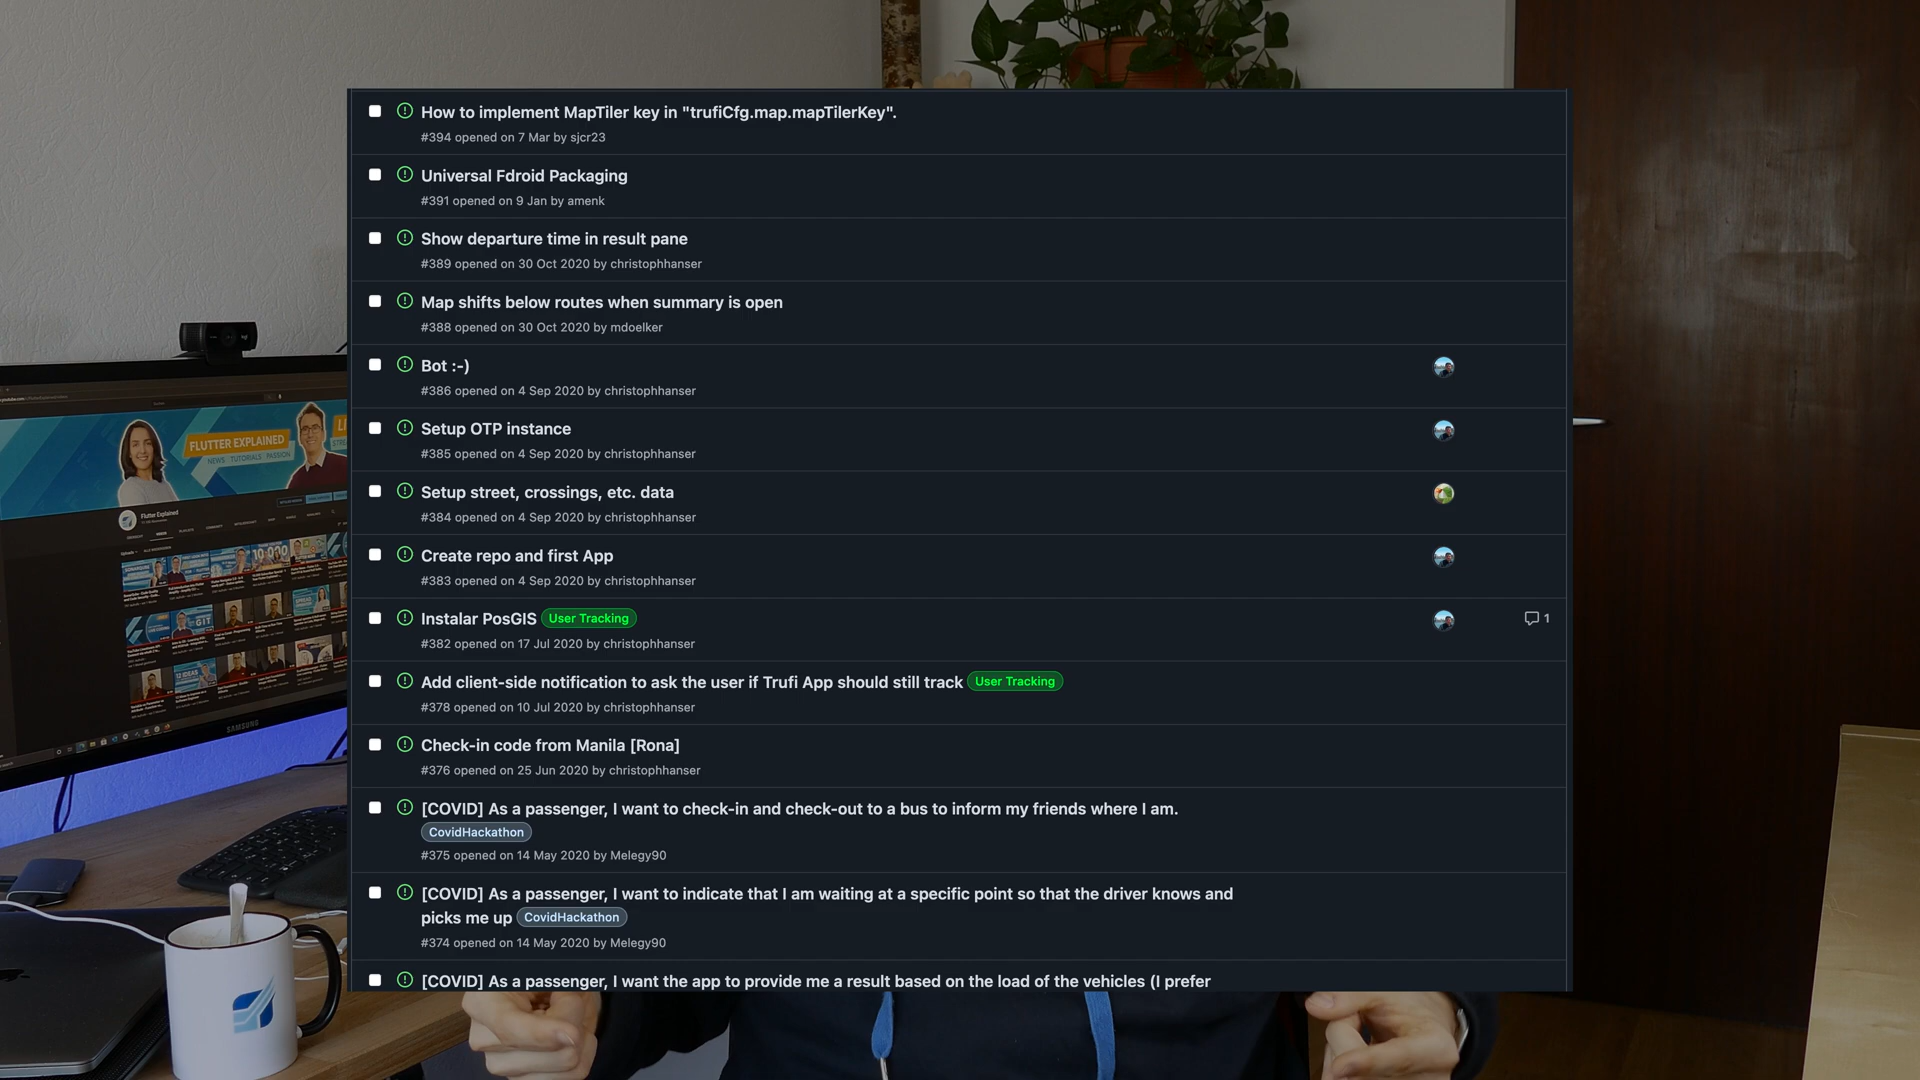 How to implement MapTiler key in "trufiCfg.map.mapTilerKey".
#394 opened on 7 Mar by sjcr23
Universal Fdroid Packaging
#391 opened on 9 Jan by amenk
Show departure time in result pane
#389 opened on 30 Oct 2020 by christophhanser
Map shifts below routes when summary is open
#388 opened on 30 Oct 2020 by mdoelker
Bot :-)
#386 opened on 4 Sep 2020 by christophhanser
Setup OTP instance
#385 opened on 4 Sep 2020 by christophhanser
Setup street, crossings, etc. data
#384 opened on 4 Sep 2020 by christophhanser
Create repo and first App
#383 opened on 4 Sep 2020 by christophhanser
Instalar PosGIS User Tracking 1
#382 opened on 17 Jul 2020 by christophhanser
Add client-side notification to ask the user if Trufi App should still track User Tracking
#378 opened on 10 Jul 2020 by christophhanser
Check-in code from Manila [Rona]
#376 opened on 25 Jun 2020 by christophhanser
[COVID] As a passenger, I want to check-in and check-out to a bus to inform my friends where I am.
CovidHackathon
#375 opened on 14 May 2020 by Melegy90
[COVID] As a passenger, I want to indicate that I am waiting at a specific point so that the driver knows and
picks me up CovidHackathon
#374 opened on 14 May 2020 by Melegy90
[COVID] As a passenger, I want the app to provide me a result based on the load of the vehicles (I prefer
FLUTTER EXPLAINED
NEWS · TUTORIALS · PASSION
Flutter Explained
10.000
GIT
SAMSUNG